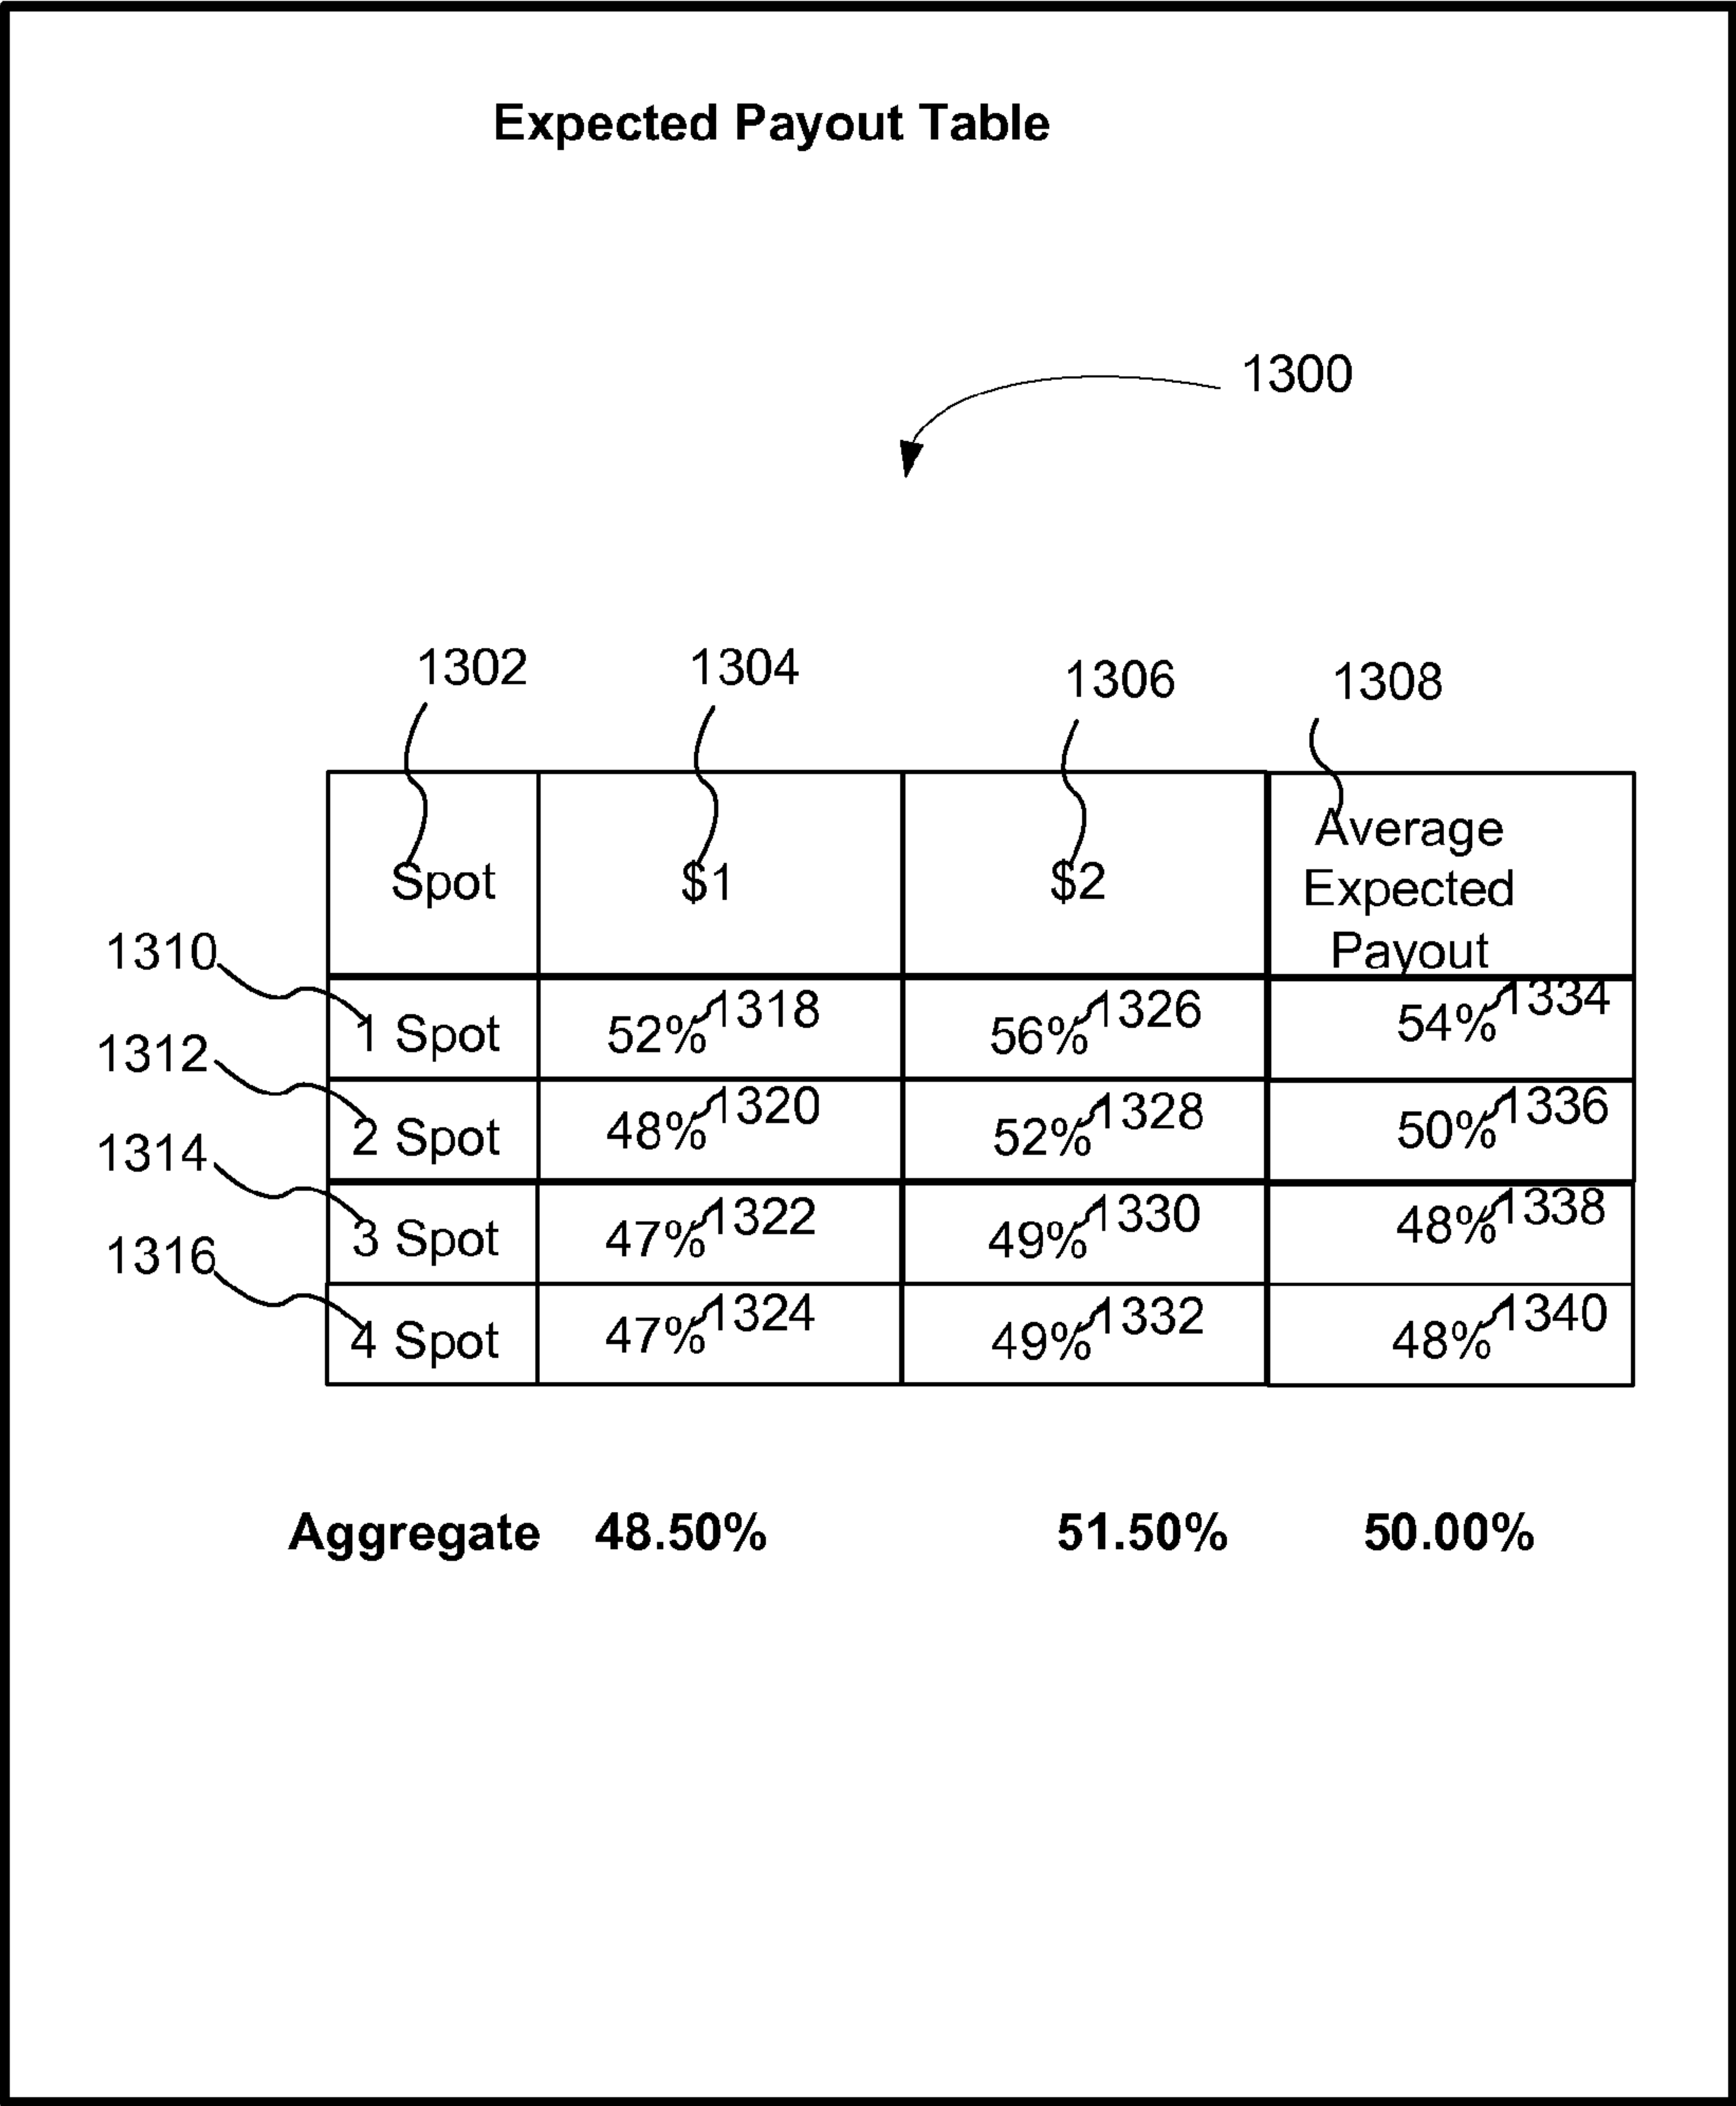 Expected Payout Table
1300
1302 1304 1306 1308
Spot $1 $2 Average
Expected
Payout
1310
1 Spot 52% 1318 56% 1326 54% 1334
1312
2 Spot 48% 1320 52% 1328 50% 1336
1314
3 Spot 47% 1322 49% 1330 48% 1338
1316
4 Spot 47% 1324 49% 1332 48% 1340
Aggregate 48.50% 51.50% 50.00%